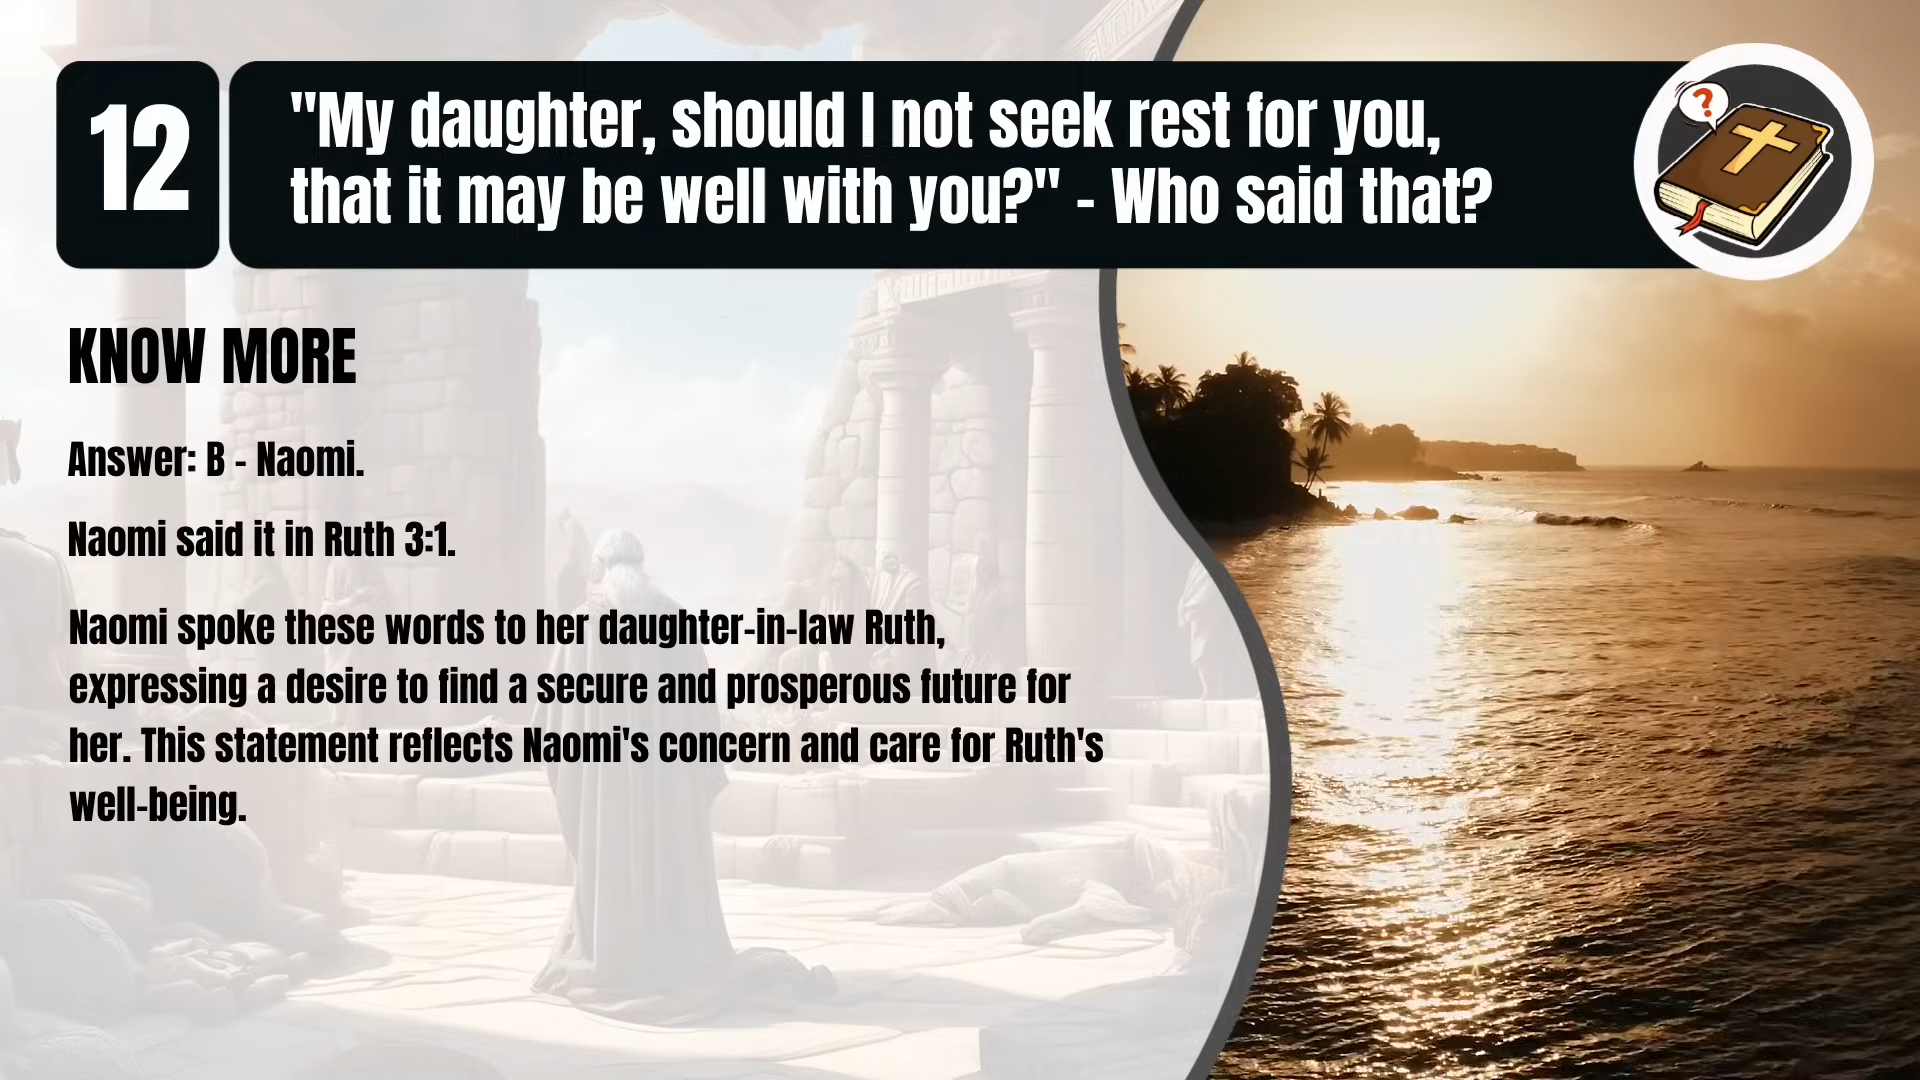 12
"My daughter, should I not seek rest for you,
that it may be well with you?" - Who said that?
?
KNOW MORE
Answer: B - Naomi.
Naomi said it in Ruth 3:1.
Naomi spoke these words to her daughter-in-law Ruth,
expressing a desire to find a secure and prosperous future for
her. This statement reflects Naomi's concern and care for Ruth's
well-being.